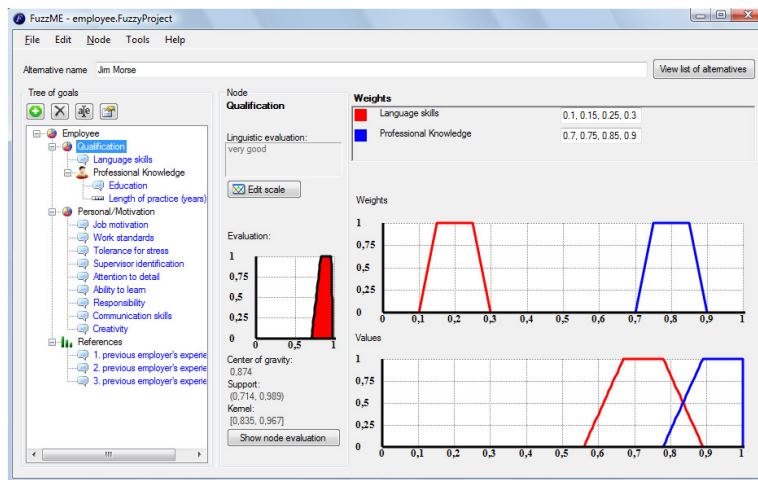 FuzzME - employee.FuzzyProject
File Edit Node Tools Help
Alternative name Jim Morse View list of alternatives
Tree of goals
Employee
Qualification
Language skills
Professional Knowledge
Education
Length of practice (years)
Personal/Motivation
Job motivation
Work standards
Tolerance for stress
Supervisor identification
Attention to detail
Ability to learn
Responsibility
Communication skills
Creativity
References
1. previous employer's experie
2. previous employer's experie
3. previous employer's experie
Node
Qualification
Linguistic evaluation:
very good
Edit scale
Evaluation:
1
0,75
0,5
0,25
0
0 0,5 1
Center of gravity:
0,874
Support:
(0,714, 0,989)
Kernel:
[0,835, 0,967]
Show node evaluation
Weights
Language skills 0.1, 0.15, 0.25, 0.3
Professional Knowledge 0.7, 0.75, 0.85, 0.9
Weights
1
0,75
0,5
0,25
0
0 0,1 0,2 0,3 0,4 0,5 0,6 0,7 0,8 0,9 1
Values
1
0,75
0,5
0,25
0
0 0,1 0,2 0,3 0,4 0,5 0,6 0,7 0,8 0,9 1